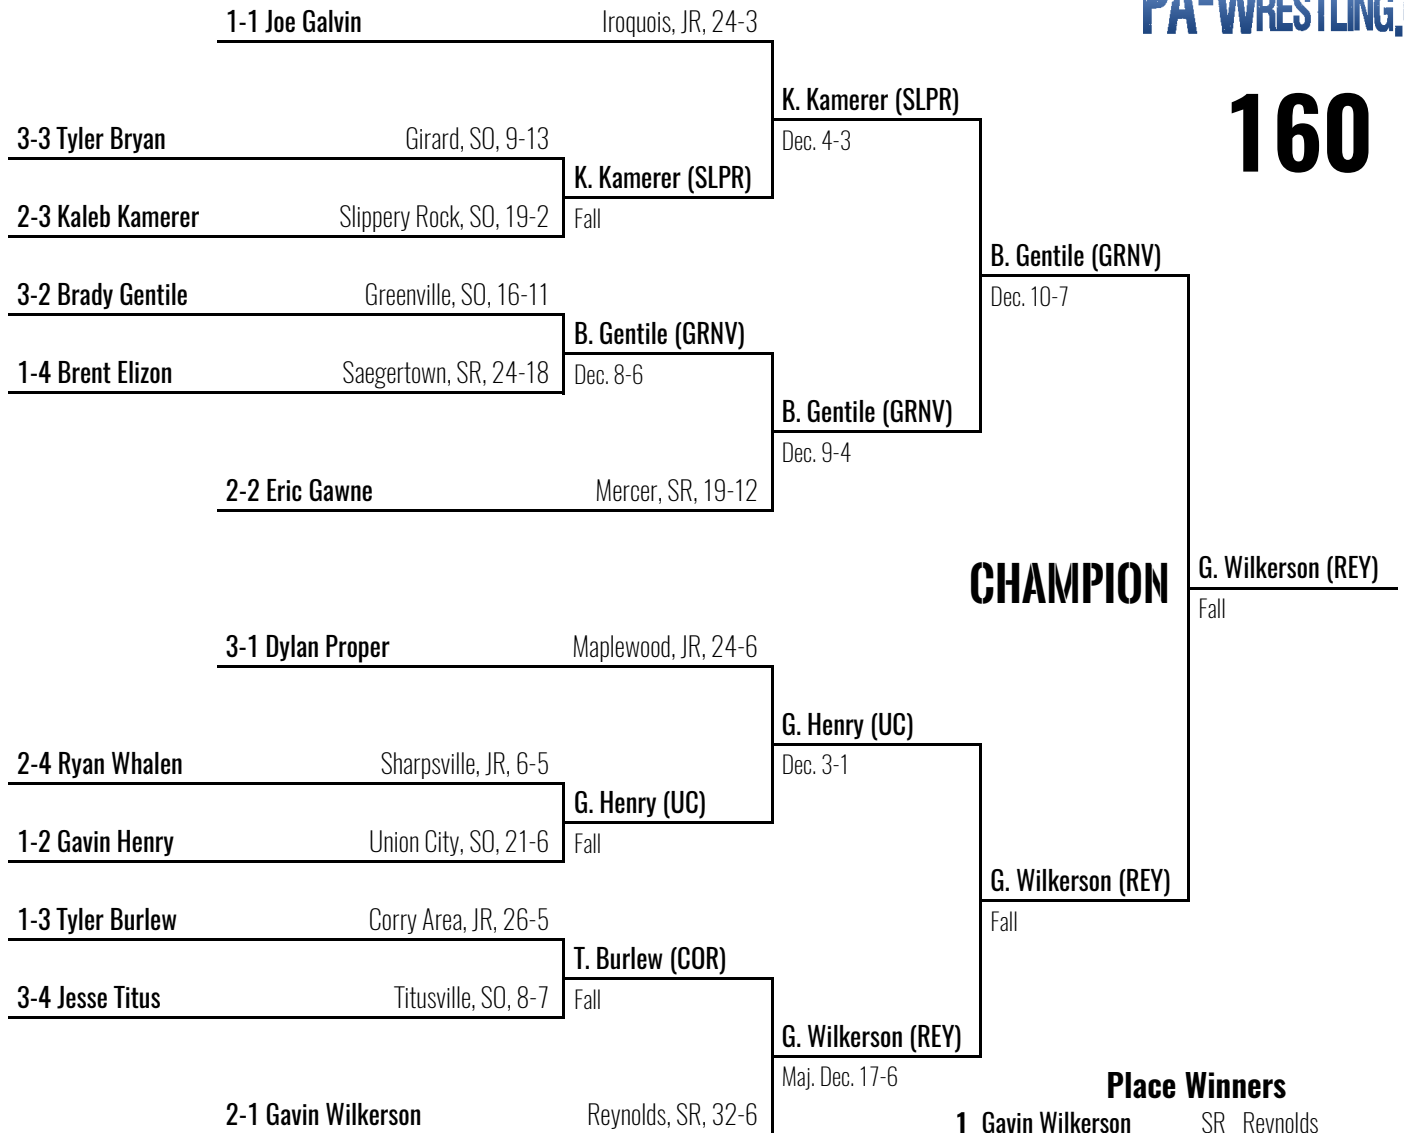 PA-WRESTLING.
1-1 Joe Galvin Iroquois, JR, 24-3
K. Kamerer (SLPR)
160
3-3 Tyler Bryan Girard, SO, 9-13
Dec. 4-3
K. Kamerer (SLPR)
2-3 Kaleb Kamerer Slippery Rock, SO, 19-2
Fall
B. Gentile (GRNV)
3-2 Brady Gentile Greenville, SO, 16-11
Dec. 10-7
B. Gentile (GRNV)
1-4 Brent Elizon Saegertown, SR, 24-18
Dec. 8-6
B. Gentile (GRNV)
Dec. 9-4
2-2 Eric Gawne Mercer, SR, 19-12
CHAMPION
G. Wilkerson (REY)
Fall
3-1 Dylan Proper Maplewood, JR, 24-6
G. Henry (UC)
2-4 Ryan Whalen Sharpsville, JR, 6-5
Dec. 3-1
G. Henry (UC)
1-2 Gavin Henry Union City, SO, 21-6
Fall
G. Wilkerson (REY)
1-3 Tyler Burlew Corry Area, JR, 26-5
Fall
T. Burlew (COR)
3-4 Jesse Titus Titusville, SO, 8-7
Fall
G. Wilkerson (REY)
Maj. Dec. 17-6
Place Winners
2-1 Gavin Wilkerson Reynolds, SR, 32-6
1 Gavin Wilkerson SR Reynolds